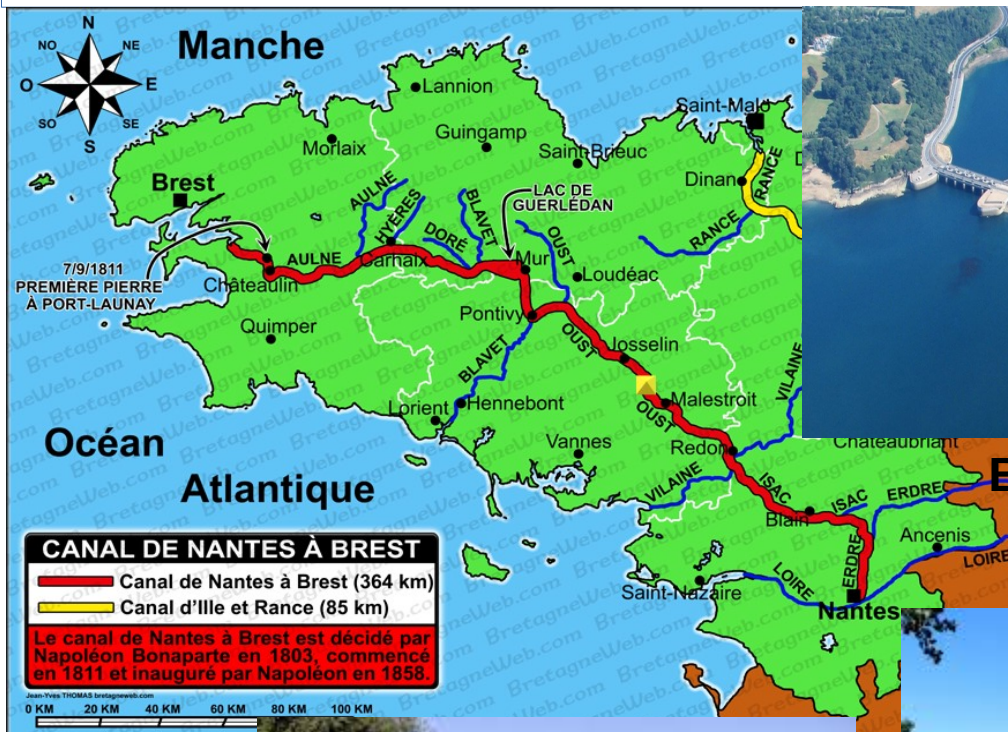 Manche
NO
N
NE
O
E
SO
S
SE
Lannion
Guingamp
Morlaix
Saint-Brieuc
Saint-Malo
Dinan
RANCE
RANCE
Brest
LAC DE
GUERLÉDAN
AULNE
HYÈRES
DORÉ
BLAVET
OUST
7/9/1811
PREMIÈRE PIERRE
À PORT-LAUNAY
AULNE
Carhaix
Mur
Loudéac
Châteaulin
Quimper
Pontivy
OUST
Josselin
BLAVET
VILAINE
Malestroit
OUST
Lorient
Hennebont
Vannes
Redon
Châteaubriant
Océan
Atlantique
VILAINE
ISAC
ISAC
ERDRE
Blain
Ancenis
ERDRE
LOIRE
LOIRE
Saint-Nazaire
Nantes
CANAL DE NANTES À BREST
Canal de Nantes à Brest (364 km)
Canal d'Ille et Rance (85 km)
Le canal de Nantes à Brest est décidé par
Napoléon Bonaparte en 1803, commencé
en 1811 et inauguré par Napoléon en 1858.
Jean-Yves THOMAS bretagneweb.com
0 KM 20 KM 40 KM 60 KM 80 KM 100 KM
BretagneWeb.com